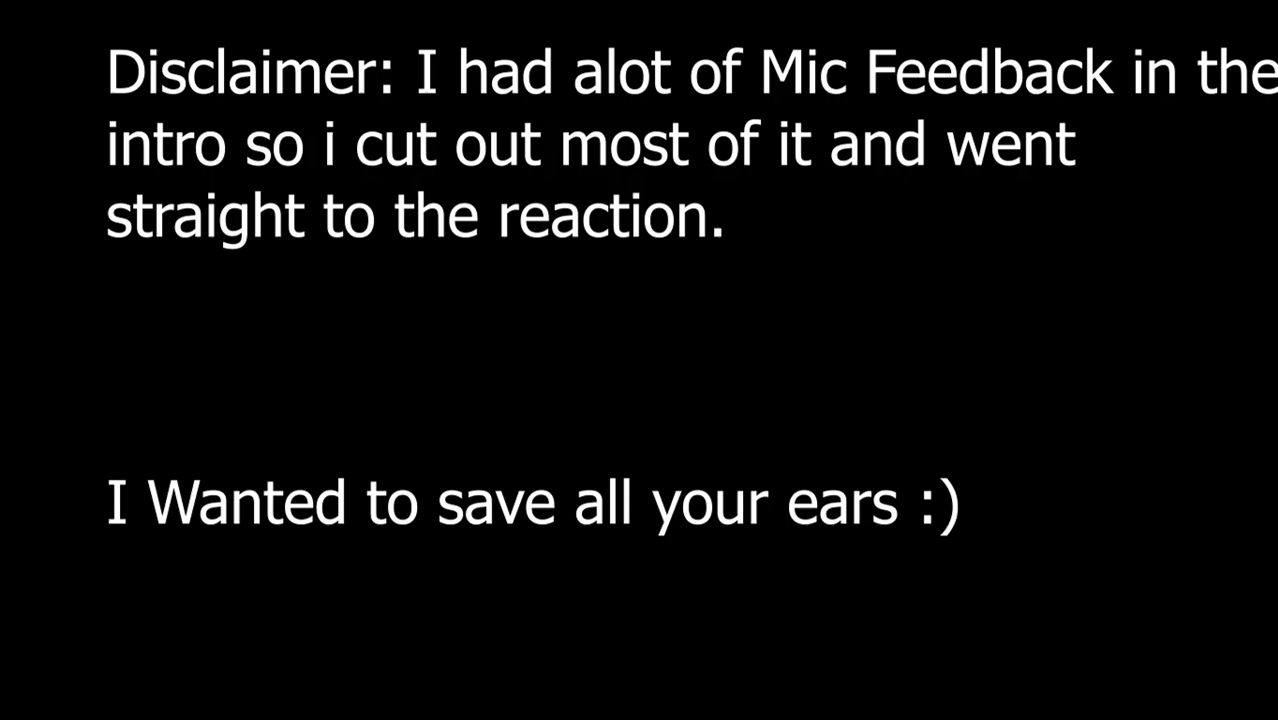 Disclaimer: I had alot of Mic Feedback in the
intro so i cut out most of it and went
straight to the reaction.
I Wanted to save all your ears :)